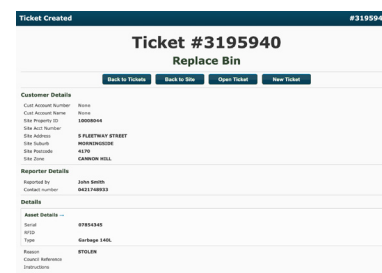 Ticket Created #3195940
Ticket #3195940
Replace Bin
Back to Tickets Back to Site Open Ticket New Ticket
Customer Details
Cust Account Number None
Cust Account Name None
Site Property ID 10008044
Site Acct Number
Site Address 5 FLEETWAY STREET
Site Suburb MORNINGSIDE
Site Postcode 4170
Site Zone CANNON HILL
Reporter Details
Reported by John Smith
Contact number 0421748933
Details
Asset Details --
Serial 07854345
RFID
Type Garbage 140L
Reason STOLEN
Council Reference
Instructions